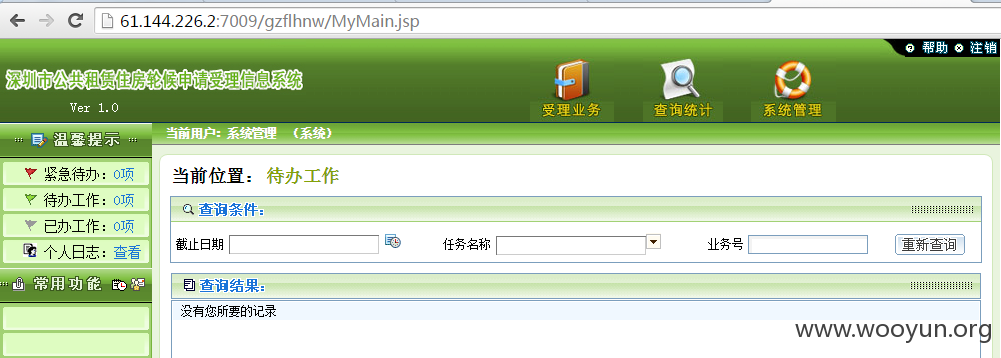 61.144.226.2:7009/gzflhnw/MyMain.jsp
帮助 注销
深圳市公共租赁住房轮候申请受理信息系统
Ver 1.0
受理业务 查询统计 系统管理
温馨提示
当前用户：系统管理 （系统）
紧急待办：0项
待办工作：0项
已办工作：0项
个人日志：查看
常用功能
当前位置： 待办工作
查询条件：
截止日期 任务名称 业务号 重新查询
查询结果：
没有您所要的记录
www.wooyun.org